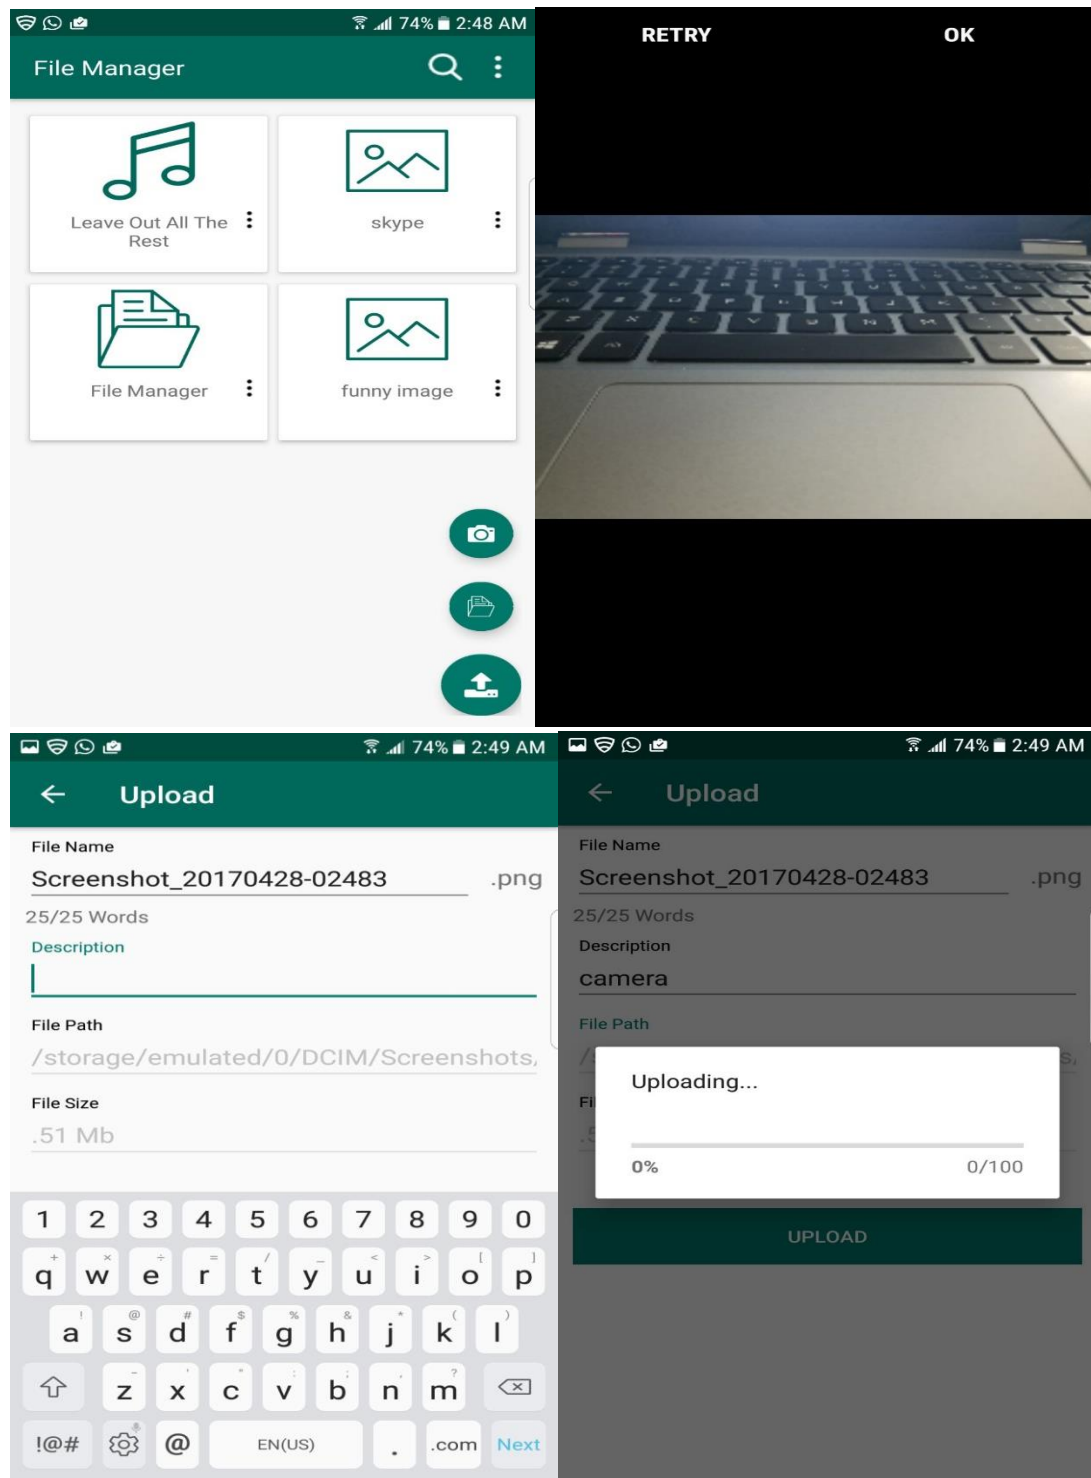 74% 2:48 AM
File Manager
Leave Out All The
Rest
skype
File Manager
funny image
RETRY OK
74% 2:49 AM
Upload
File Name
Screenshot_20170428-02483 .png
25/25 Words
Description
File Path
/storage/emulated/0/DCIM/Screenshots,
File Size
.51 Mb
1 2 3 4 5 6 7 8 9 0
+ × ÷ = / _ < > [ ]
q w e r t y u i o p
! @ # $ % & * ( )
a s d f g h j k l
- ' " : ; , ?
z x c v b n m
!@# @ EN(US) . .com Next
74% 2:49 AM
Upload
File Name
Screenshot_20170428-02483 .png
25/25 Words
Description
camera
File Path
Uploading...
0% 0/100
UPLOAD